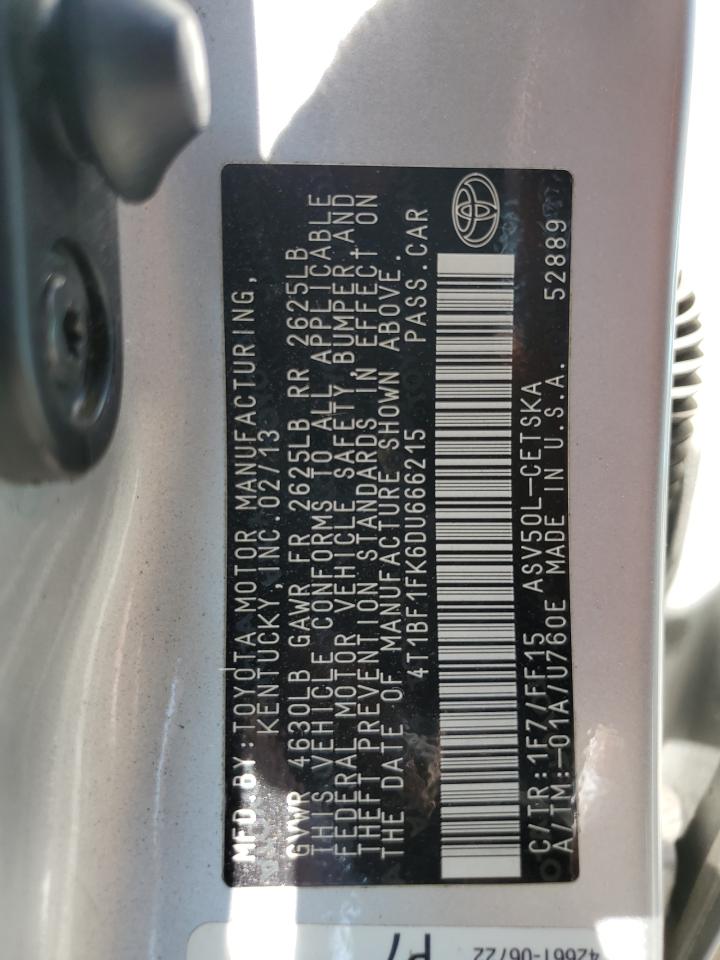 MFD. BY: TOYOTA MOTOR MANUFACTURING,
KENTUCKY, INC. 02/13
GVWR 4630LB GAWR FR 2625LB RR 2625LB
THIS VEHICLE CONFORMS TO ALL APPLICABLE
FEDERAL MOTOR VEHICLE SAFETY, BUMPER, AND
THEFT PREVENTION STANDARDS IN EFFECT ON
THE DATE OF MANUFACTURE SHOWN ABOVE.
4T1BF1FK6DU666215 PASS. CAR
C/TR: 1F7//FF15 ASV50L-CETSKA
A/TM: -01A/U760E MADE IN U.S.A. 52889
42661-06722